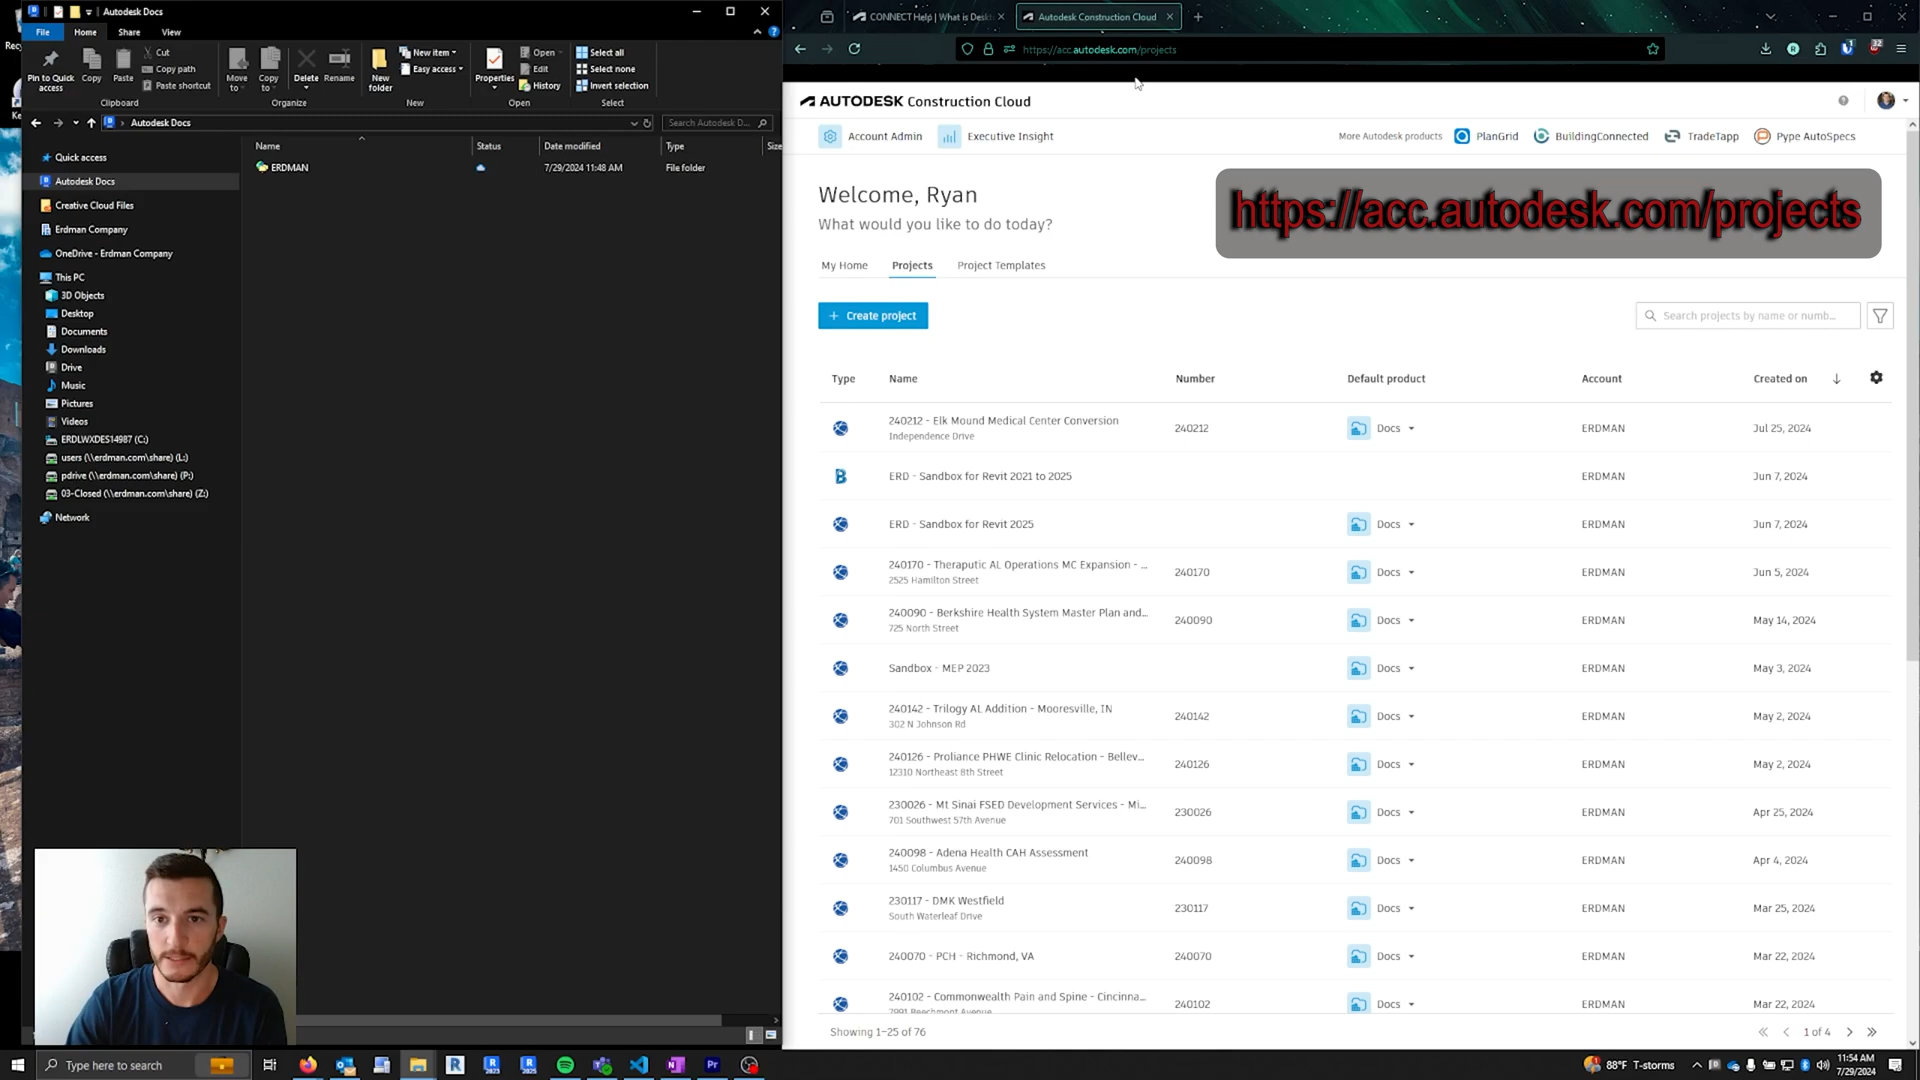 Autodesk Docs
File
Home
Share
View
Pin to Quick access
Copy
Paste
Cut
Copy path
Paste shortcut
Clipboard
Move to
Copy to
Delete
Rename
Organize
New folder
New item
Easy access
New
Properties
Open
Edit
History
Open
Select all
Select none
Invert selection
Select
Autodesk Docs
Search Autodesk D...
Name
Status
Date modified
Type
Size
ERDMAN
7/29/2024 11:48 AM
File folder
Quick access
Autodesk Docs
Creative Cloud Files
Erdman Company
OneDrive - Erdman Company
This PC
3D Objects
Desktop
Documents
Downloads
Drive
Music
Pictures
Videos
ERDLWXDES14987 (C:)
users (\\erdman.com\share) (L:)
pdrive (\\erdman.com\share) (P:)
03-Closed (\\erdman.com\share) (Z:)
Network
CONNECT Help | What is Desk
Autodesk Construction Cloud
https://acc.autodesk.com/projects
AUTODESK Construction Cloud
Account Admin
Executive Insight
More Autodesk products
PlanGrid
BuildingConnected
TradeTapp
Pype AutoSpecs
Welcome, Ryan
What would you like to do today?
https://acc.autodesk.com/projects
My Home
Projects
Project Templates
+ Create project
Search projects by name or numb...
Type Name Number Default product Account Created on
240212 - Elk Mound Medical Center Conversion
Independence Drive
240212 Docs ERDMAN Jul 25, 2024
ERD - Sandbox for Revit 2021 to 2025 ERDMAN Jun 7, 2024
ERD - Sandbox for Revit 2025 Docs ERDMAN Jun 7, 2024
240170 - Theraputic AL Operations MC Expansion - ...
2525 Hamilton Street
240170 Docs ERDMAN Jun 5, 2024
240090 - Berkshire Health System Master Plan and...
725 North Street
240090 Docs ERDMAN May 14, 2024
Sandbox - MEP 2023 Docs ERDMAN May 3, 2024
240142 - Trilogy AL Addition - Mooresville, IN
302 N Johnson Rd
240142 Docs ERDMAN May 2, 2024
240126 - Proliance PHWE Clinic Relocation - Bellev...
12310 Northeast 8th Street
240126 Docs ERDMAN May 2, 2024
230026 - Mt Sinai FSED Development Services - Mi...
701 Southwest 57th Avenue
230026 Docs ERDMAN Apr 25, 2024
240098 - Adena Health CAH Assessment
1450 Columbus Avenue
240098 Docs ERDMAN Apr 4, 2024
230117 - DMK Westfield
South Waterleaf Drive
230117 Docs ERDMAN Mar 25, 2024
240070 - PCH - Richmond, VA 240070 Docs ERDMAN Mar 22, 2024
240102 - Commonwealth Pain and Spine - Cincinna...
7991 Beechmont Avenue
240102 Docs ERDMAN Mar 22, 2024
Showing 1-25 of 76
1 of 4
Type here to search
88°F T-storms
11:54 AM
7/29/2024